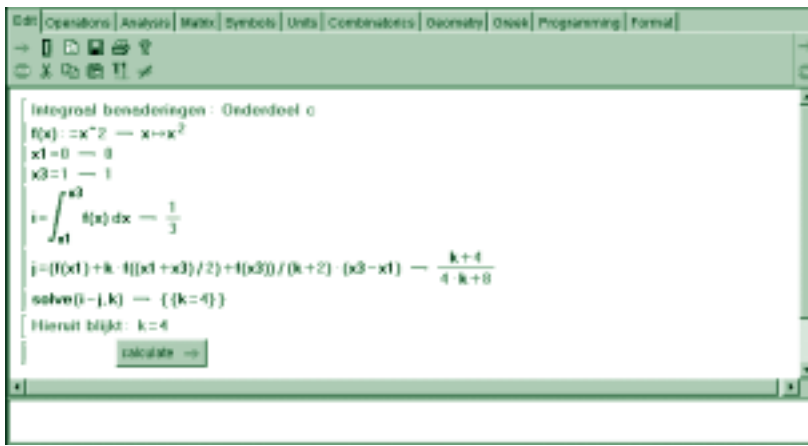 Edit Operations Analysis Matrix Symbols Units Combinatorics Geometry Greek Programming Format
Integraal benaderingen : Onderdeel c
f(x) : =x^2 — x↦x²
x1=0 — 0
x3=1 — 1
i=∫_x1^x3 f(x) dx — 1/3
j=(f(x1)+k·f((x1+x3)/2)+f(x3))/(k+2)·(x3-x1) — (k+4)/(4·k+8)
solve(i-j,k) — {{k=4}}
Hieruit blijkt: k=4
calculate →